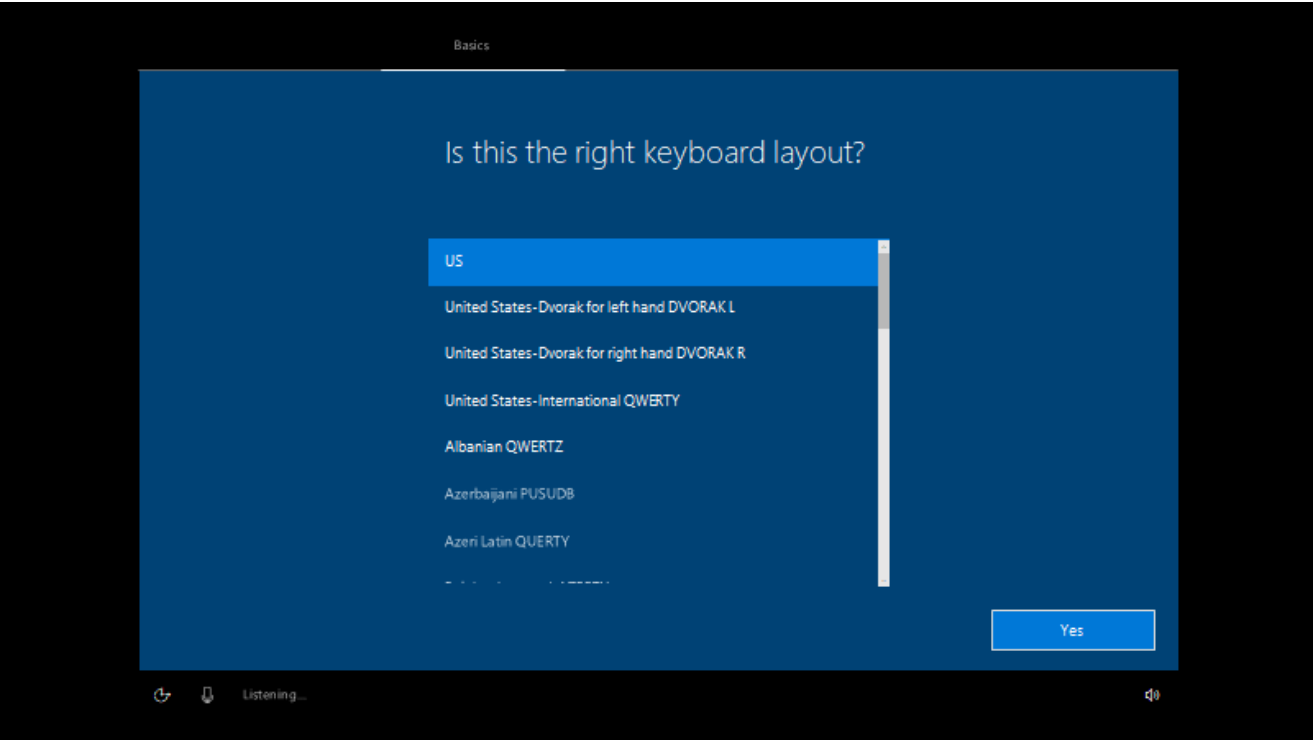 Basics
Is this the right keyboard layout?
US
United States-Dvorak for left hand DVORAK L
United States-Dvorak for right hand DVORAK R
United States-International QWERTY
Albanian QWERTZ
Azerbaijani PUSUDB
Azeri Latin QUERTY
Yes
Listening...